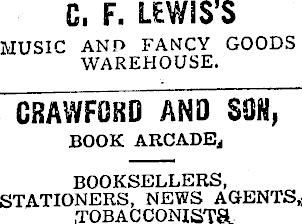 C. F. LEWIS'S
MUSIC AND FANCY GOODS
WAREHOUSE.
CRAWFORD AND SON,
BOOK ARCADE,
BOOKSELLERS,
STATIONERS, NEWS AGENTS,
TOBACCONISTS